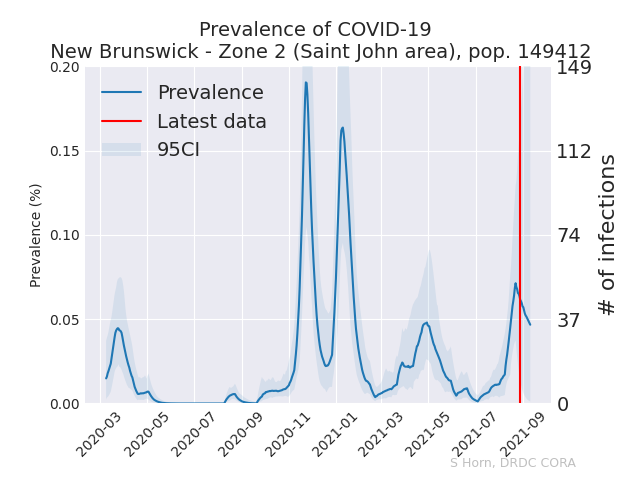 Prevalence of COVID-19
New Brunswick - Zone 2 (Saint John area), pop. 149412
Prevalence
Latest data
95CI
Prevalence (%)
0.20
0.15
0.10
0.05
0.00
149
112
74
37
0
# of infections
2020-03
2020-05
2020-07
2020-09
2020-11
2021-01
2021-03
2021-05
2021-07
2021-09
S Horn, DRDC CORA